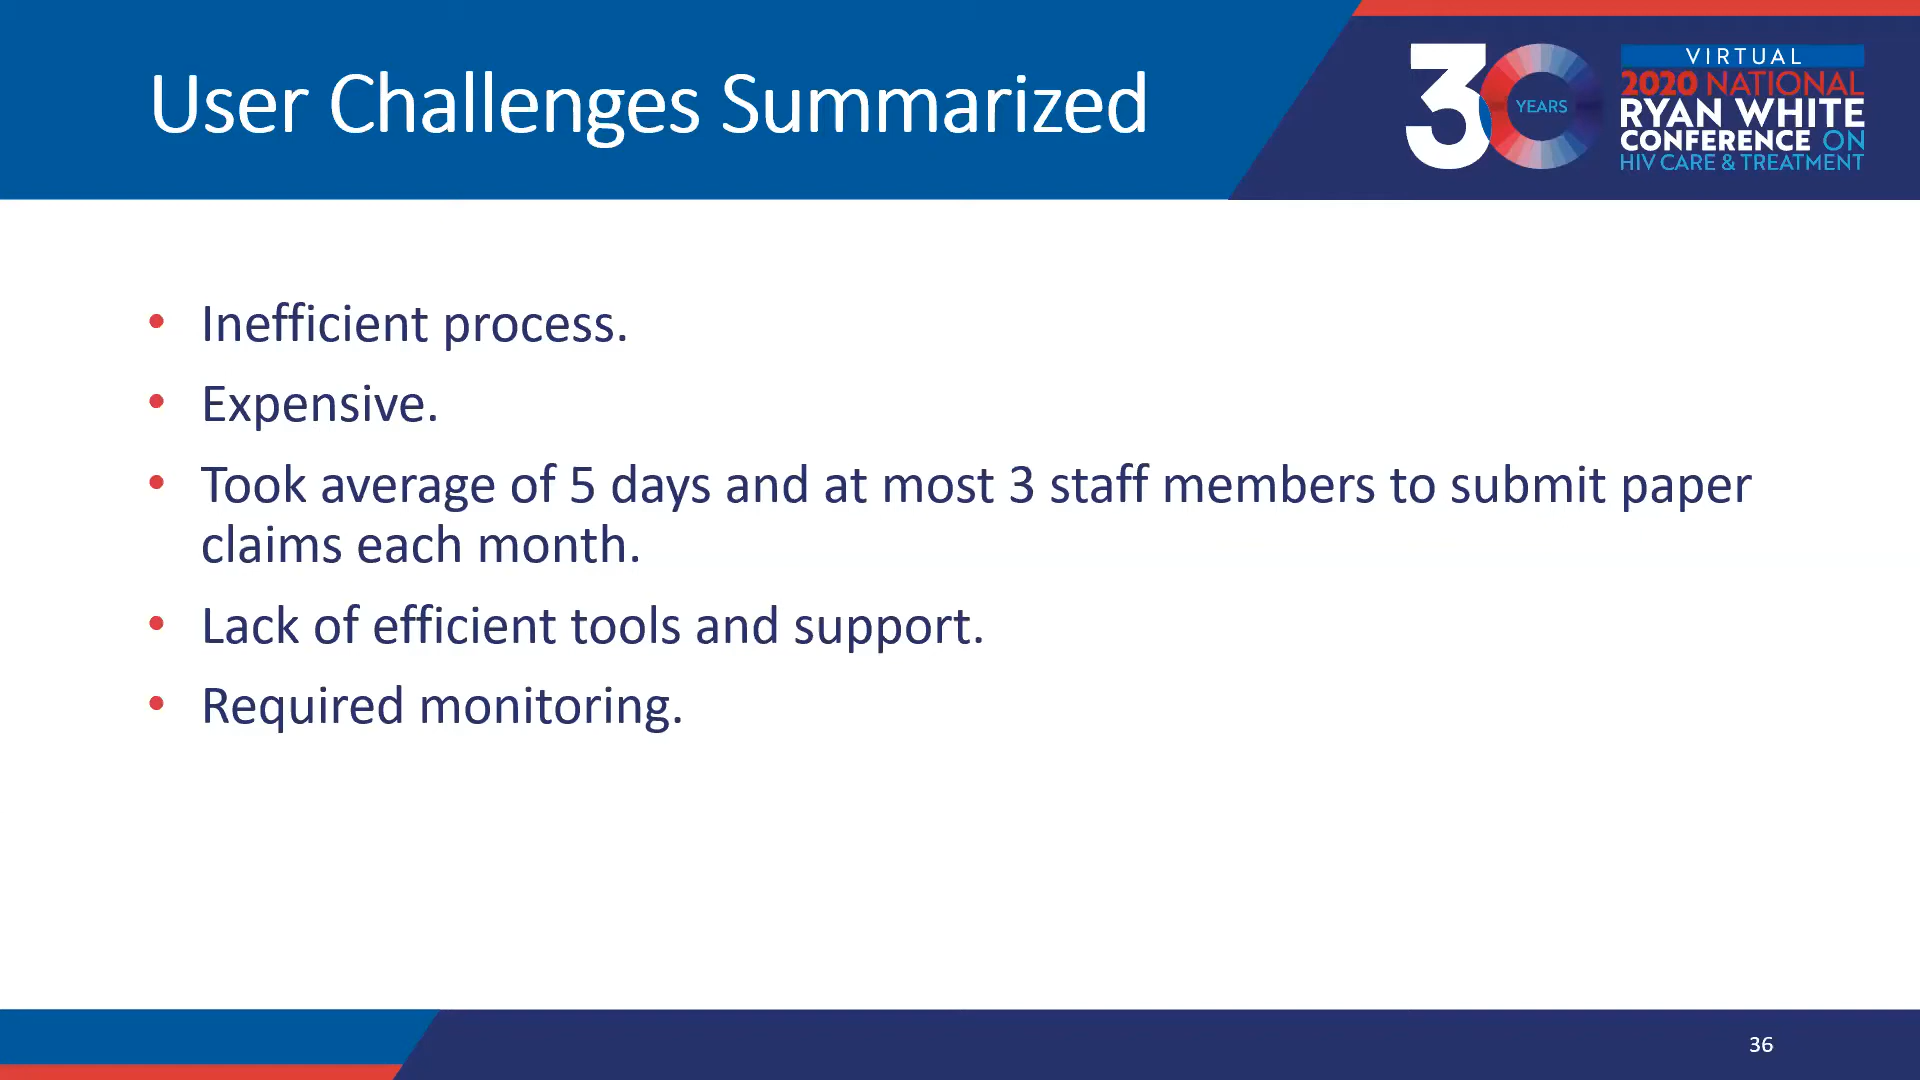 User Challenges Summarized
30
YEARS
VIRTUAL
2020 NATIONAL
RYAN WHITE
CONFERENCE ON
HIV CARE & TREATMENT
• Inefficient process.
• Expensive.
• Took average of 5 days and at most 3 staff members to submit paper
claims each month.
• Lack of efficient tools and support.
• Required monitoring.
36